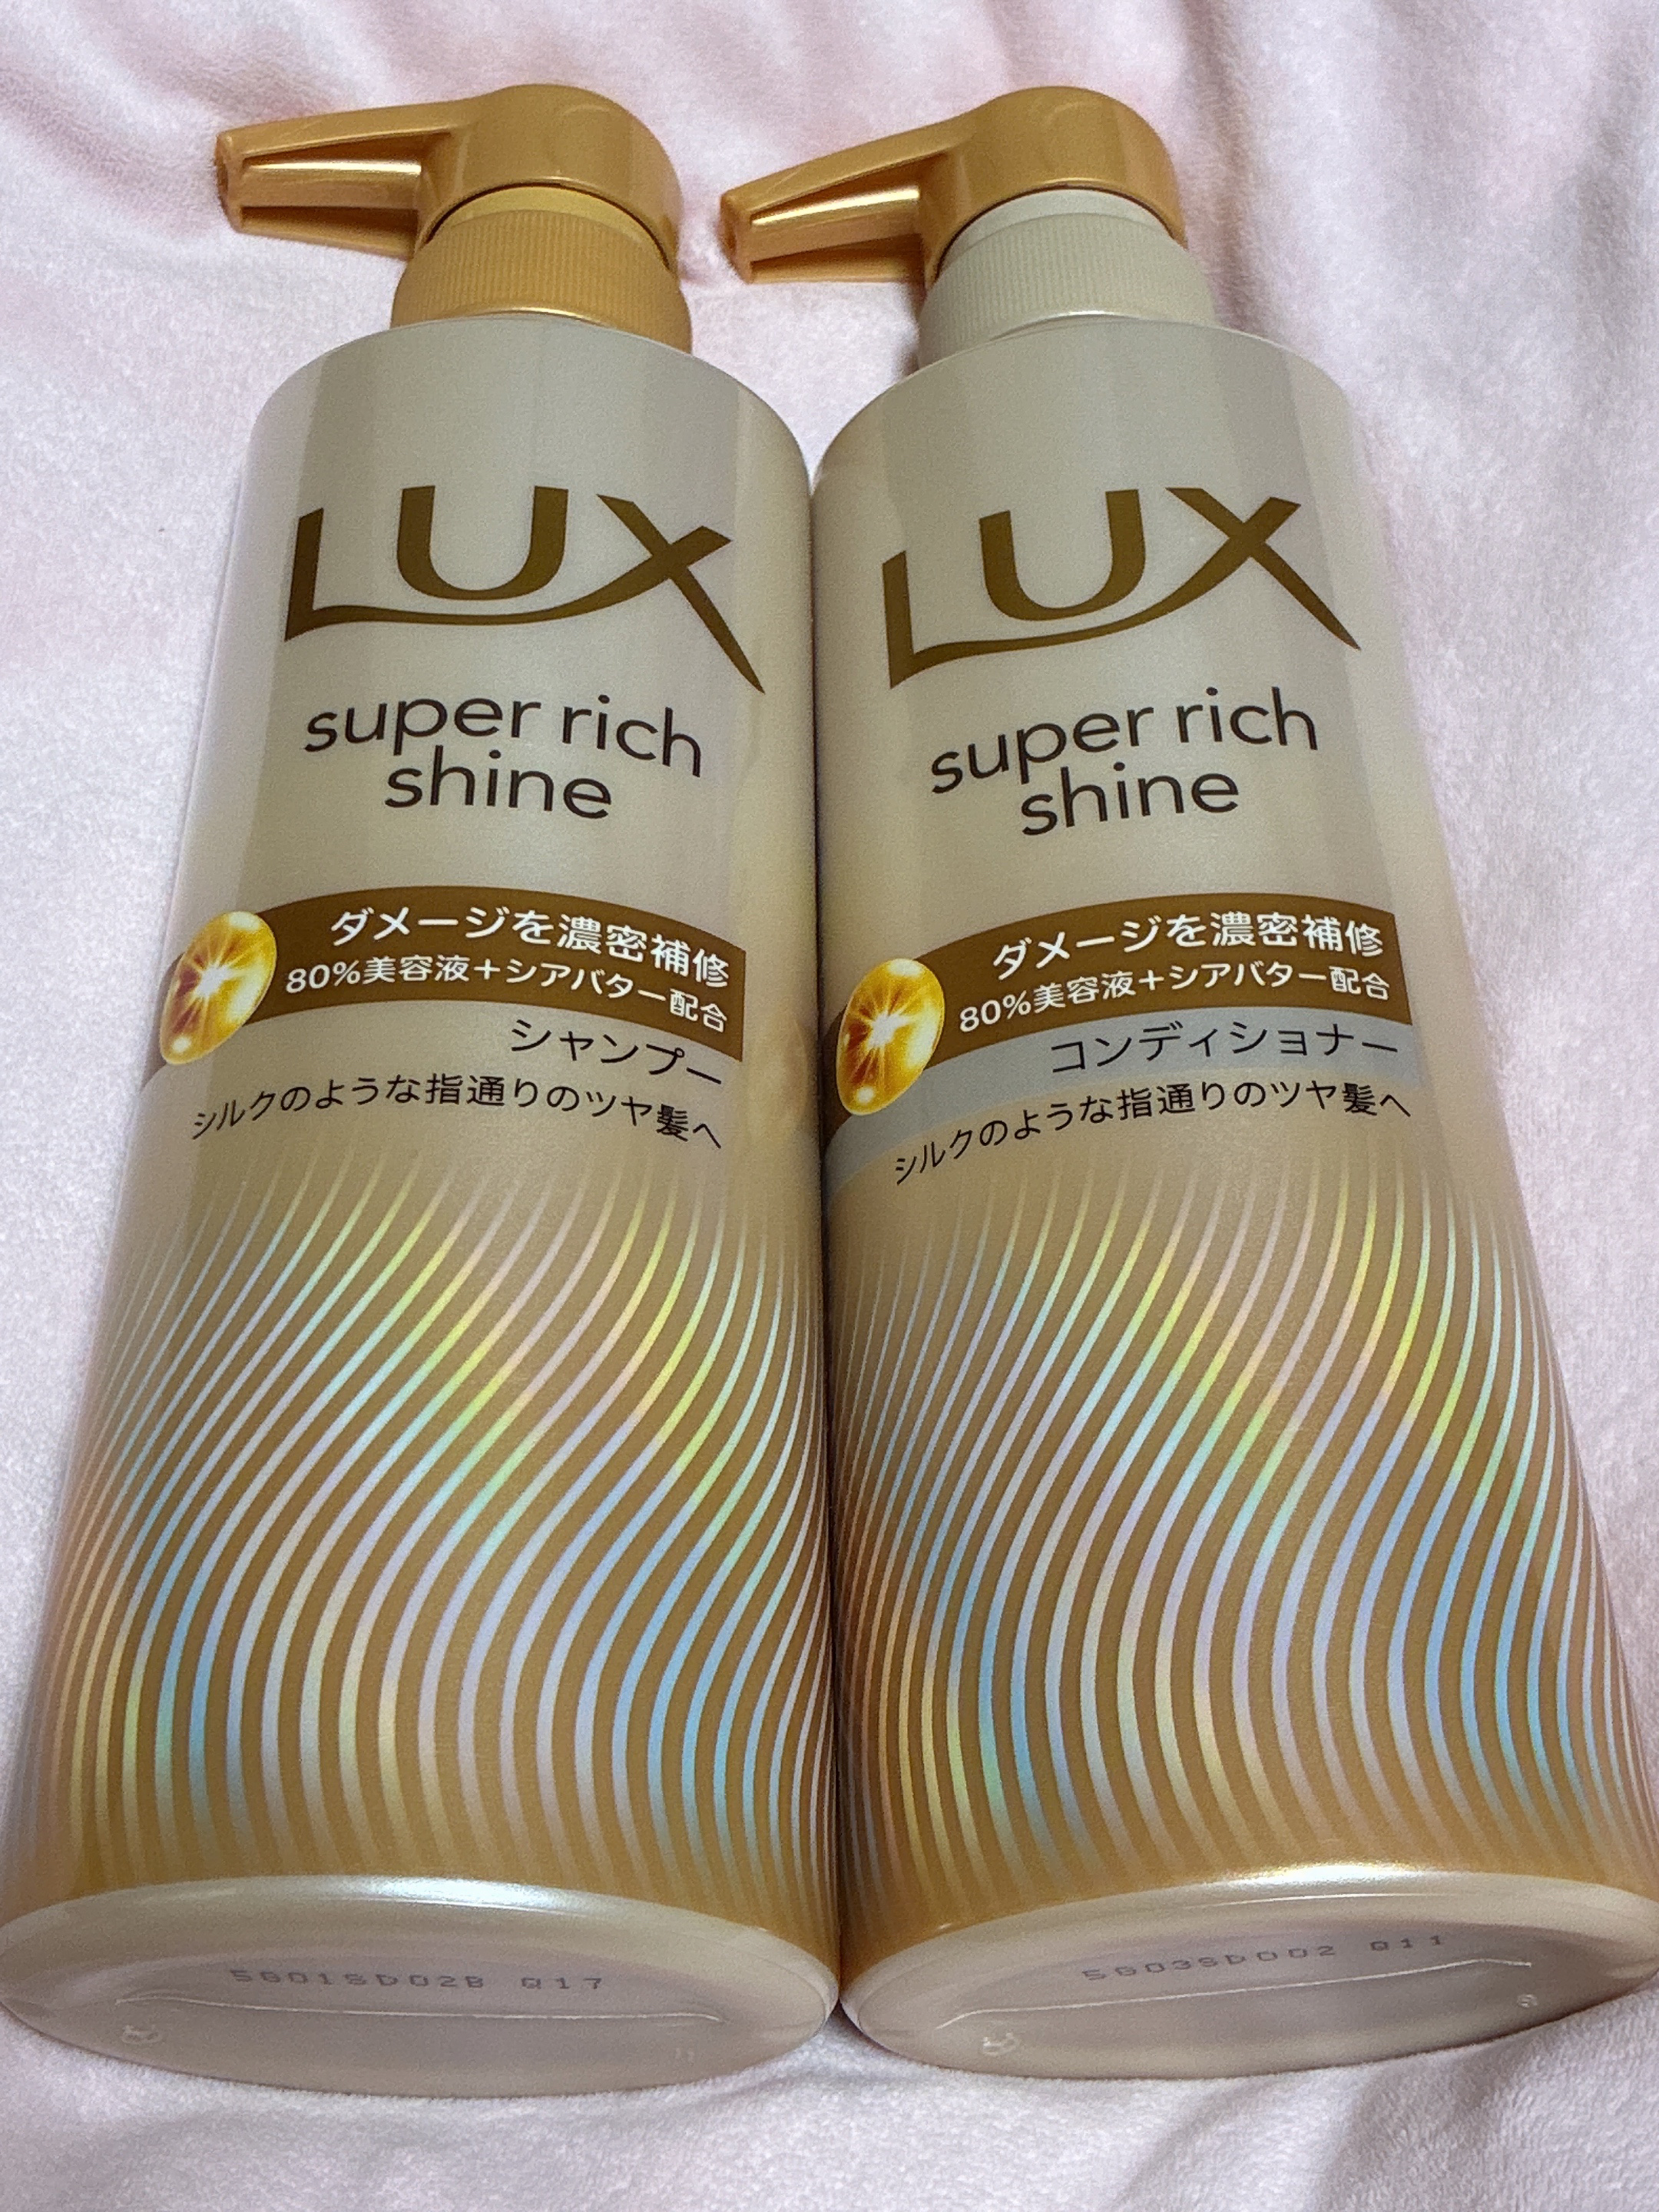 LUX
super rich
shine
ダメージを濃密補修
80%美容液+シアバター配合
シャンプー
シルクのような指通りのツヤ髪へ
5G01SD02B Q17
LUX
super rich
shine
ダメージを濃密補修
80%美容液+シアバター配合
コンディショナー
シルクのような指通りのツヤ髪へ